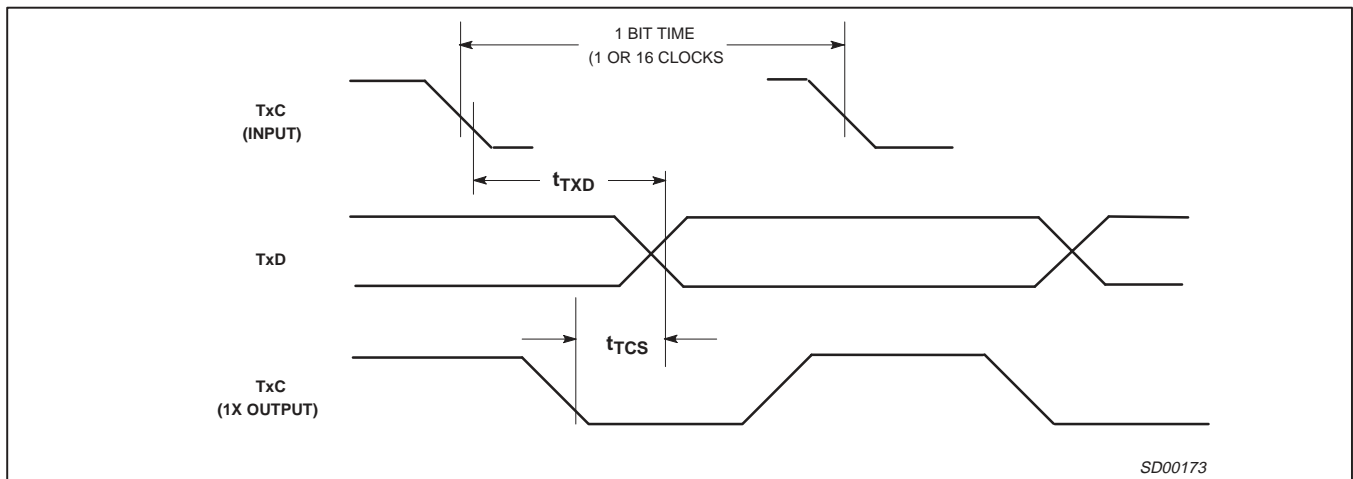 1 BIT TIME
(1 OR 16 CLOCKS
TxC
(INPUT)
tTXD
TxD
tTCS
TxC
(1X OUTPUT)
SD00173